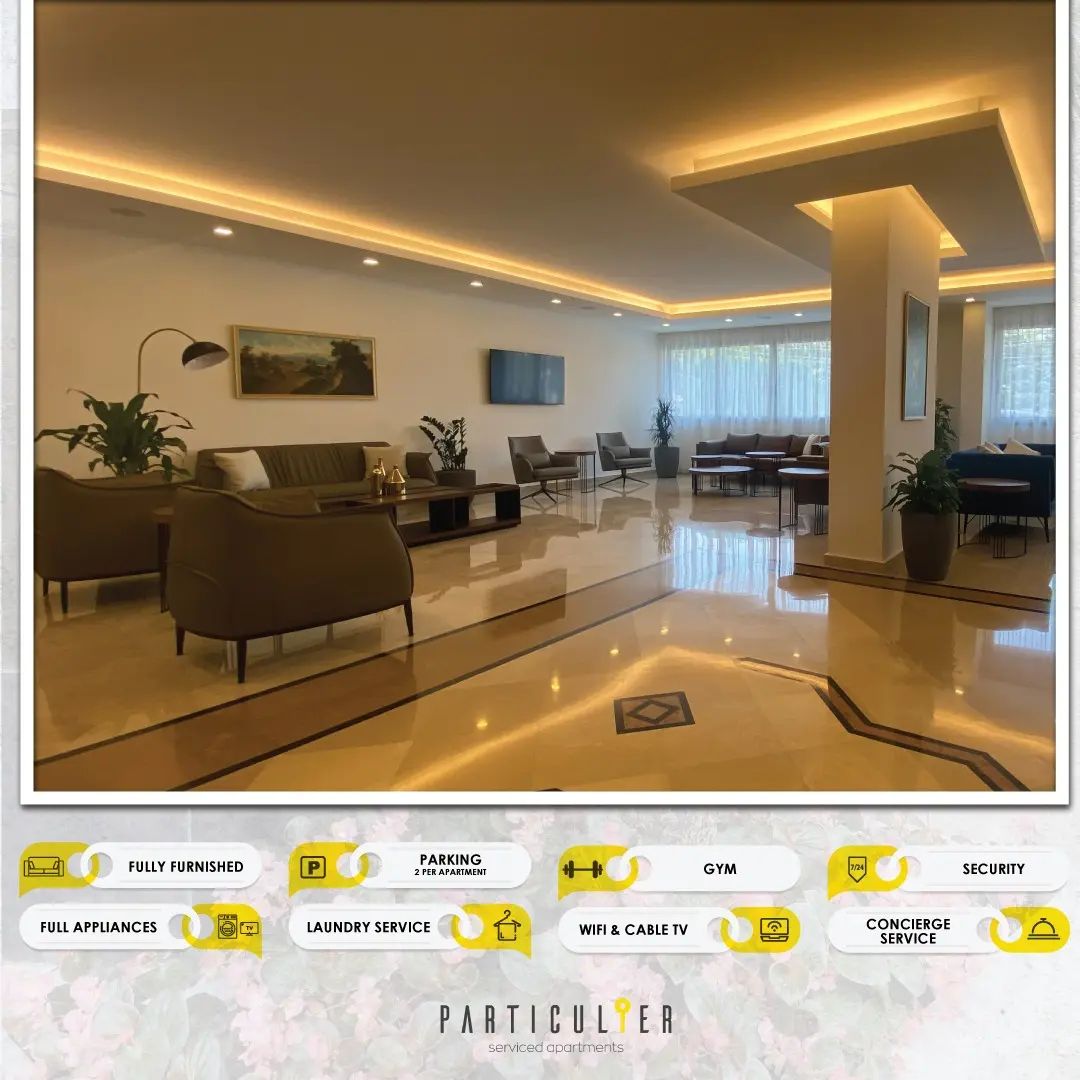 FULLY FURNISHED
P
PARKING
2 PER APARTMENT
GYM
7/24
SECURITY
FULL APPLIANCES
TV
LAUNDRY SERVICE
WIFI & CABLE TV
CONCIERGE
SERVICE
PARTICULIER
serviced apartments